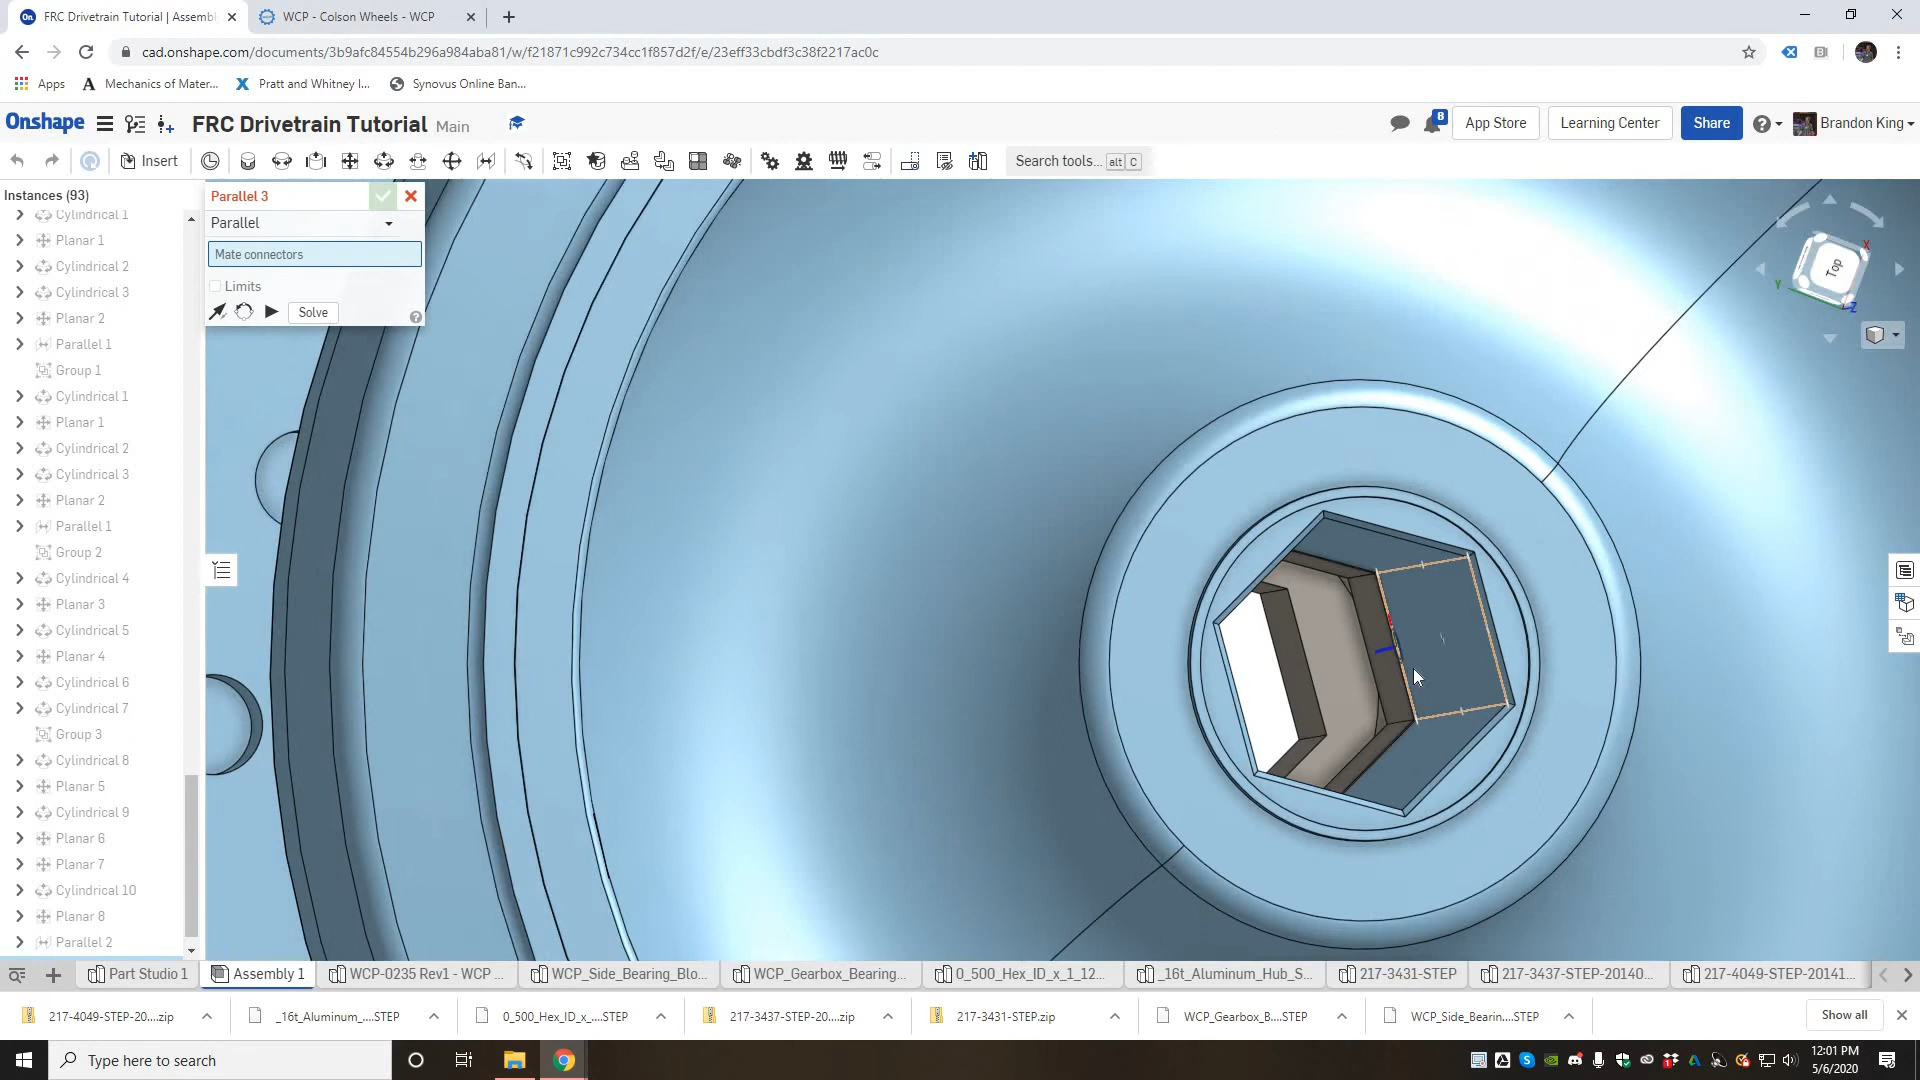 FRC Drivetrain Tutorial | Assembl
WCP - Colson Wheels - WCP
cad.onshape.com/documents/3b9afc84554b296a984aba81/w/f21871c992c734cc1f857d2f/e/23eff33cbdf3c38f2217ac0c
Apps
Mechanics of Mater...
Pratt and Whitney I...
Synovus Online Ban...
Onshape
FRC Drivetrain Tutorial Main
8
App Store
Learning Center
Share
Brandon King
Insert
Search tools... alt C
Instances (93)
Cylindrical 1
Planar 1
Cylindrical 2
Cylindrical 3
Planar 2
Parallel 1
Group 1
Cylindrical 1
Planar 1
Cylindrical 2
Cylindrical 3
Planar 2
Parallel 1
Group 2
Cylindrical 4
Planar 3
Cylindrical 5
Planar 4
Cylindrical 6
Cylindrical 7
Group 3
Cylindrical 8
Planar 5
Cylindrical 9
Planar 6
Planar 7
Cylindrical 10
Planar 8
Parallel 2
Parallel 3
Parallel
Mate connectors
Limits
Solve
Top
X
Y
Z
Part Studio 1
Assembly 1
WCP-0235 Rev1 - WCP ...
WCP_Side_Bearing_Blo...
WCP_Gearbox_Bearing...
0_500_Hex_ID_x_1_12...
_16t_Aluminum_Hub_S...
217-3431-STEP
217-3437-STEP-20140...
217-4049-STEP-20141...
217-4049-STEP-20....zip
_16t_Aluminum_....STEP
0_500_Hex_ID_x_....STEP
217-3437-STEP-20....zip
217-3431-STEP.zip
WCP_Gearbox_B....STEP
WCP_Side_Bearin....STEP
Show all
Type here to search
12:01 PM
5/6/2020